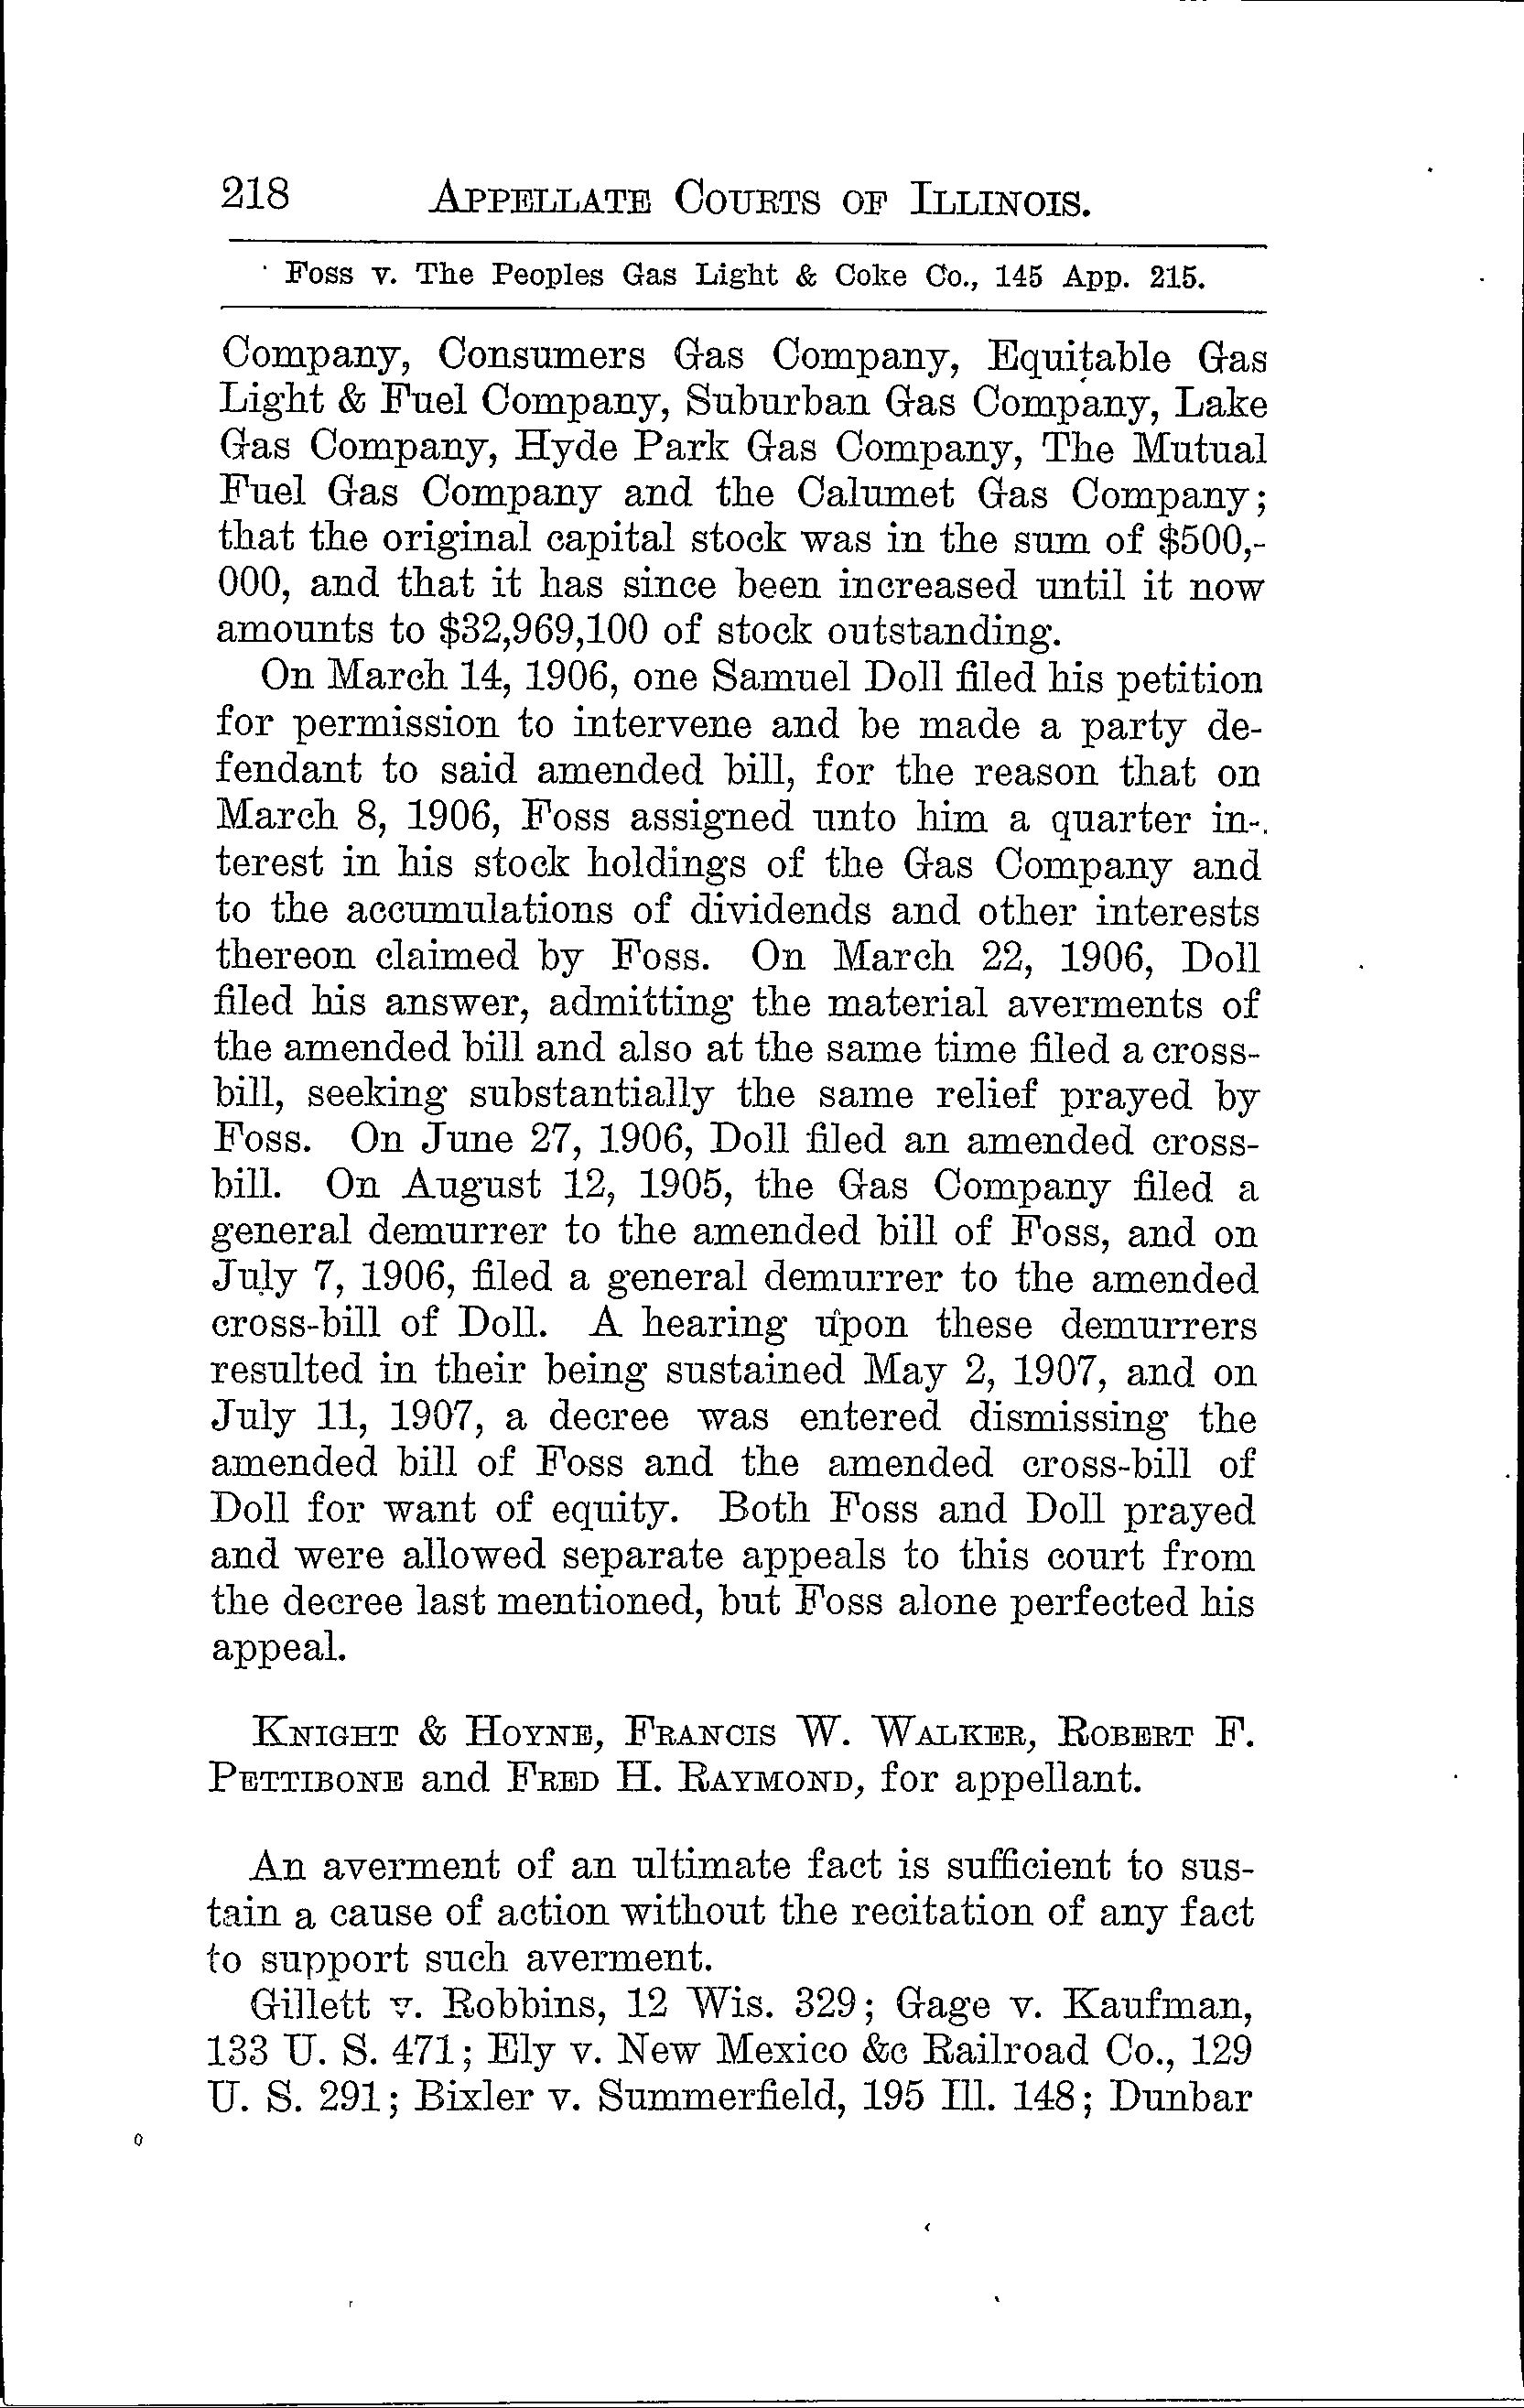 218 APPELLATE COURTS OF ILLINOIS.
Foss v. The Peoples Gas Light & Coke Co., 145 App. 215.
Company, Consumers Gas Company, Equitable Gas
Light & Fuel Company, Suburban Gas Company, Lake
Gas Company, Hyde Park Gas Company, The Mutual
Fuel Gas Company and the Calumet Gas Company;
that the original capital stock was in the sum of $500,-
000, and that it has since been increased until it now
amounts to $32,969,100 of stock outstanding.
On March 14, 1906, one Samuel Doll filed his petition
for permission to intervene and be made a party de-
fendant to said amended bill, for the reason that on
March 8, 1906, Foss assigned unto him a quarter in-
terest in his stock holdings of the Gas Company and
to the accumulations of dividends and other interests
thereon claimed by Foss. On March 22, 1906, Doll
filed his answer, admitting the material averments of
the amended bill and also at the same time filed a cross-
bill, seeking substantially the same relief prayed by
Foss. On June 27, 1906, Doll filed an amended cross-
bill. On August 12, 1905, the Gas Company filed a
general demurrer to the amended bill of Foss, and on
July 7, 1906, filed a general demurrer to the amended
cross-bill of Doll. A hearing upon these demurrers
resulted in their being sustained May 2, 1907, and on
July 11, 1907, a decree was entered dismissing the
amended bill of Foss and the amended cross-bill of
Doll for want of equity. Both Foss and Doll prayed
and were allowed separate appeals to this court from
the decree last mentioned, but Foss alone perfected his
appeal.
KNIGHT & HOYNE, FRANCIS W. WALKER, ROBERT F.
PETTIBONE and FRED H. RAYMOND, for appellant.
An averment of an ultimate fact is sufficient to sus-
tain a cause of action without the recitation of any fact
to support such averment.
Gillett v. Robbins, 12 Wis. 329; Gage v. Kaufman,
133 U. S. 471; Ely v. New Mexico &c Railroad Co., 129
U. S. 291; Bixler v. Summerfield, 195 Ill. 148; Dunbar